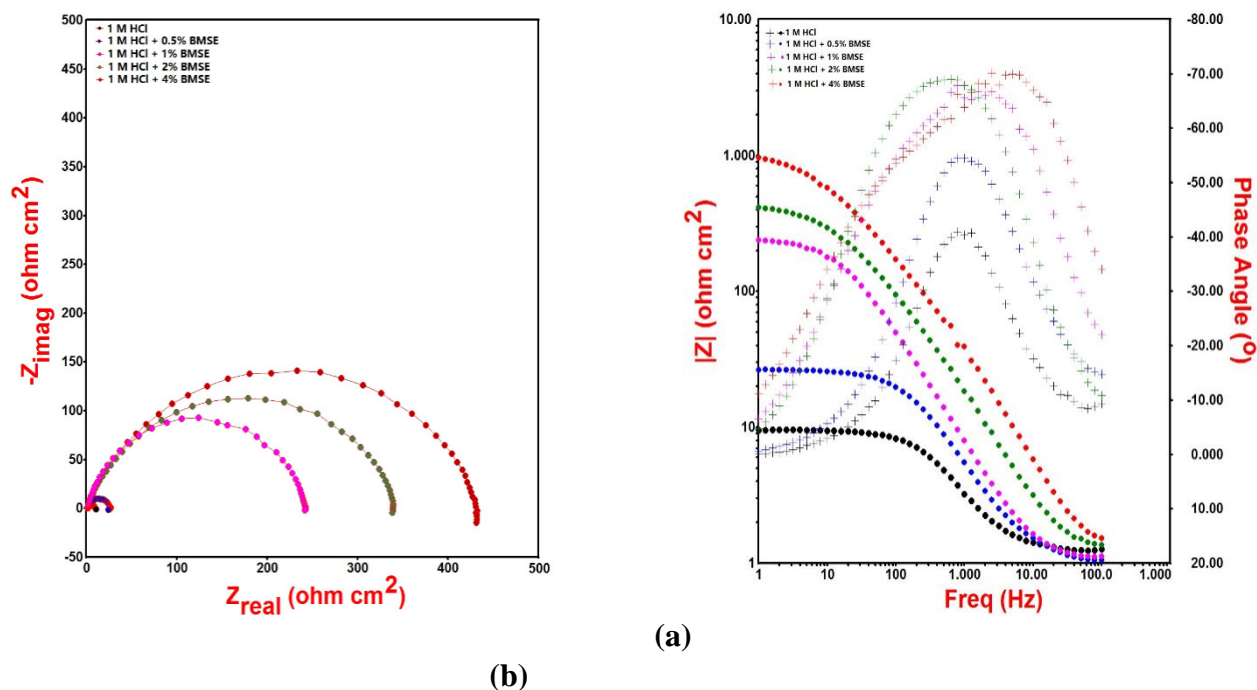 500
450
400
350
300
250
200
150
100
50
0
-50
-Zimag (ohm cm2)
1 M HCl
1 M HCl + 0.5% BMSE
1 M HCl + 1% BMSE
1 M HCl + 2% BMSE
1 M HCl + 4% BMSE
0 100 200 300 400 500
Zreal (ohm cm2)
10.00
1.000
100
10
1
|Z| (ohm cm2)
1 M HCl
1 M HCl + 0.5% BMSE
1 M HCl + 1% BMSE
1 M HCl + 2% BMSE
1 M HCl + 4% BMSE
-80.00
-70.00
-60.00
-50.00
-40.00
-30.00
-20.00
-10.00
0.000
10.00
20.00
Phase Angle (O)
1 10 100 1.000 10.00 100.0 1.000
Freq (Hz)
(a)
(b)